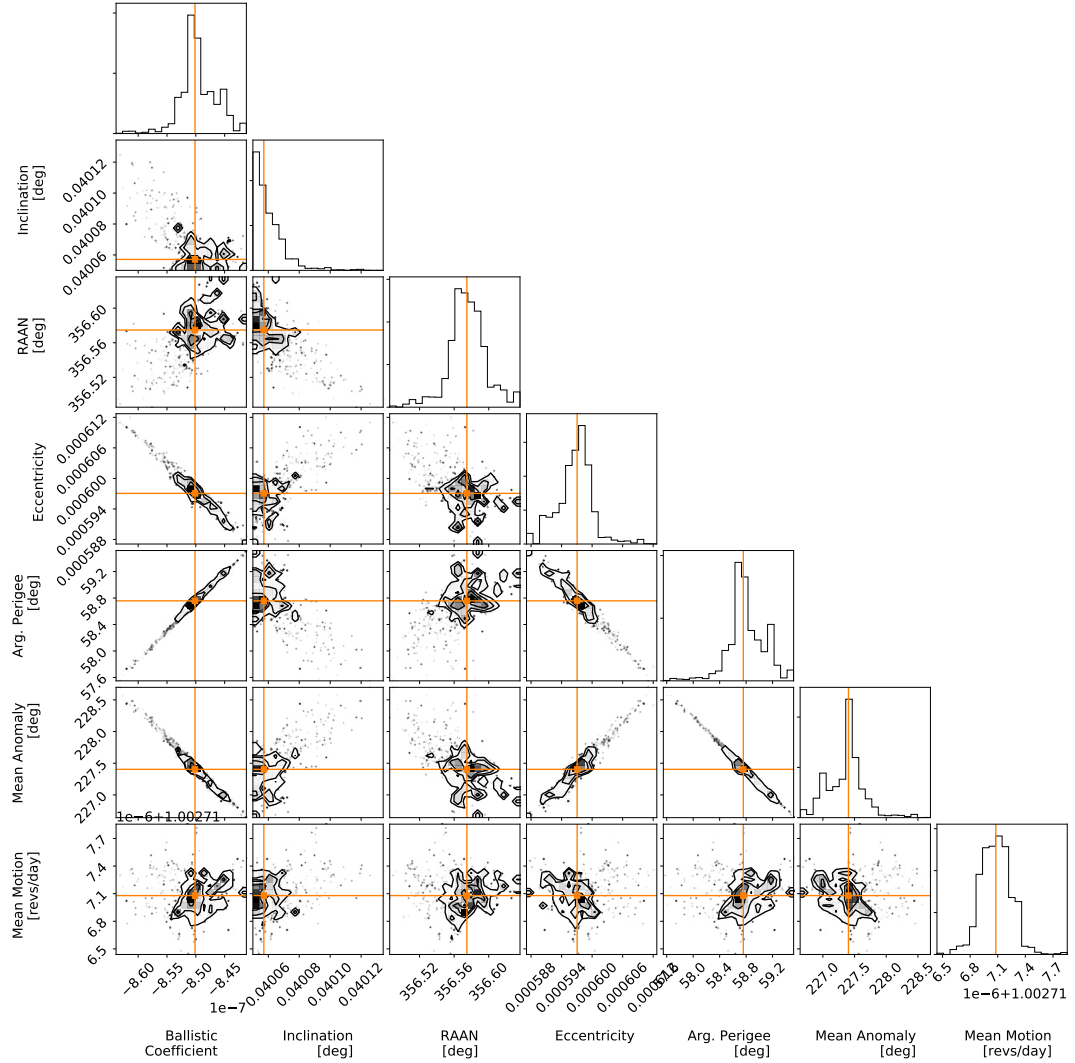 Inclination
[deg]
0.04012
0.04010
0.04008
0.04006
RAAN
[deg]
356.60
356.56
356.52
Eccentricity
0.000612
0.000606
0.000600
0.000594
0.000588
Arg. Perigee
[deg]
59.2
58.8
58.4
58.0
57.6
Mean Anomaly
[deg]
228.5
228.0
227.5
227.0
1e−6+1.00271
Mean Motion
[revs/day]
7.7
7.4
7.1
6.8
6.5
−8.60 −8.55 −8.50 −8.45
1e−7
0.04006 0.04008 0.04010 0.04012
356.52 356.56 356.60
0.000588 0.000594 0.000600 0.000606 0.000612
57.6 58.0 58.4 58.8 59.2
227.0 227.5 228.0 228.5
6.5 6.8 7.1 7.4 7.7
1e−6+1.00271
Ballistic
Coefficient
Inclination
[deg]
RAAN
[deg]
Eccentricity
Arg. Perigee
[deg]
Mean Anomaly
[deg]
Mean Motion
[revs/day]